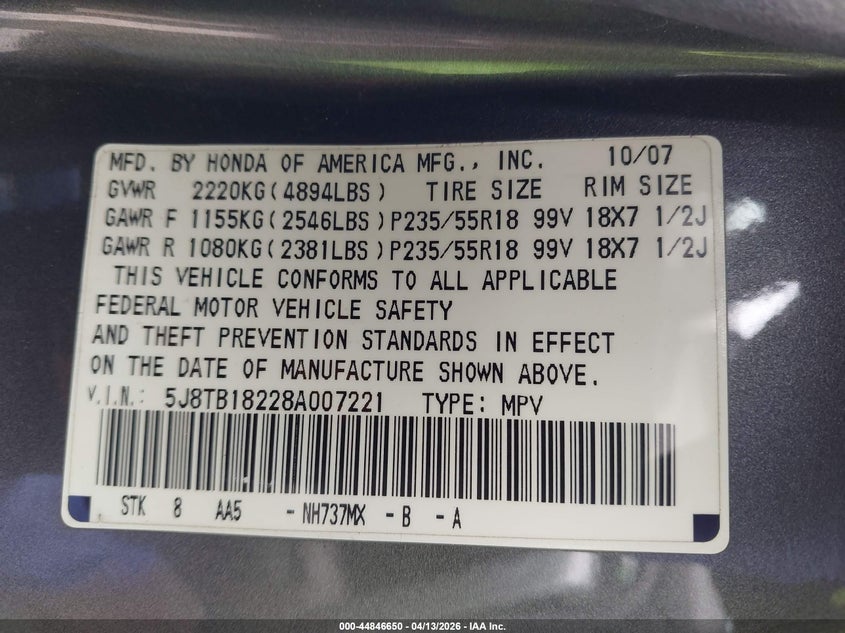 MFD. BY HONDA OF AMERICA MFG., INC. 10/07
GVWR 2220KG(4894LBS) TIRE SIZE RIM SIZE
GAWR F 1155KG(2546LBS)P235/55R18 99V 18X7 1/2J
GAWR R 1080KG(2381LBS)P235/55R18 99V 18X7 1/2J
THIS VEHICLE CONFORMS TO ALL APPLICABLE
FEDERAL MOTOR VEHICLE SAFETY
AND THEFT PREVENTION STANDARDS IN EFFECT
ON THE DATE OF MANUFACTURE SHOWN ABOVE.
V.I.N.: 5J8TB18228A007221 TYPE: MPV
STK 8 AA5 - NH737MX - B - A
000-44846650 - 04/13/2026 - IAA Inc.